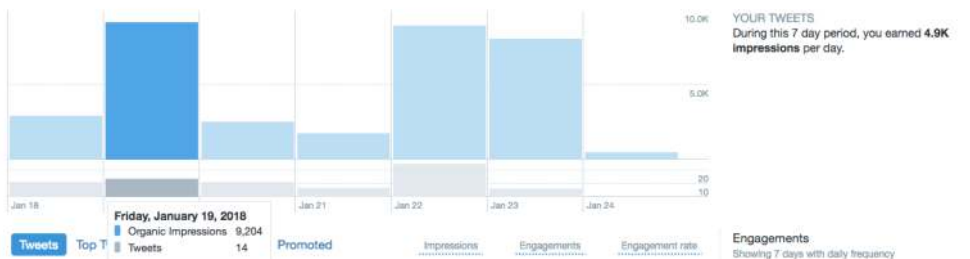 10.0K
5.0K
20
10
YOUR TWEETS
During this 7 day period, you earned 4.9K
impressions per day.
Jan 18
Jan 21
Jan 22
Jan 23
Jan 24
Friday, January 19, 2018
Organic Impressions 9,204
Tweets 14
Tweets
Top T
Promoted
Impressions
Engagements
Engagement rate
Engagements
Showing 7 days with daily frequency